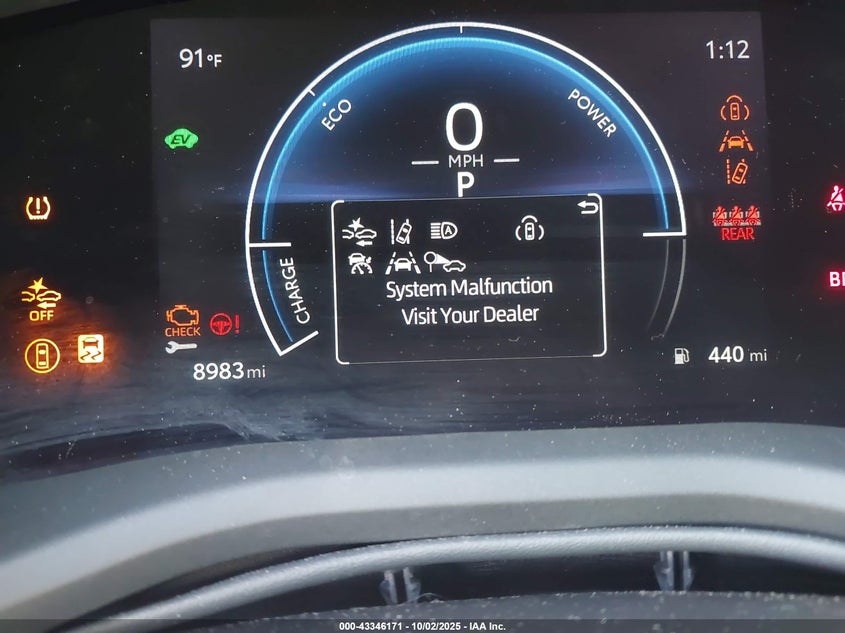 91°F
1:12
ECO
POWER
EV
0
MPH
P
REAR
CHARGE
System Malfunction
Visit Your Dealer
OFF
CHECK
8983 mi
440 mi
000-43346171 - 10/02/2025 - IAA Inc.